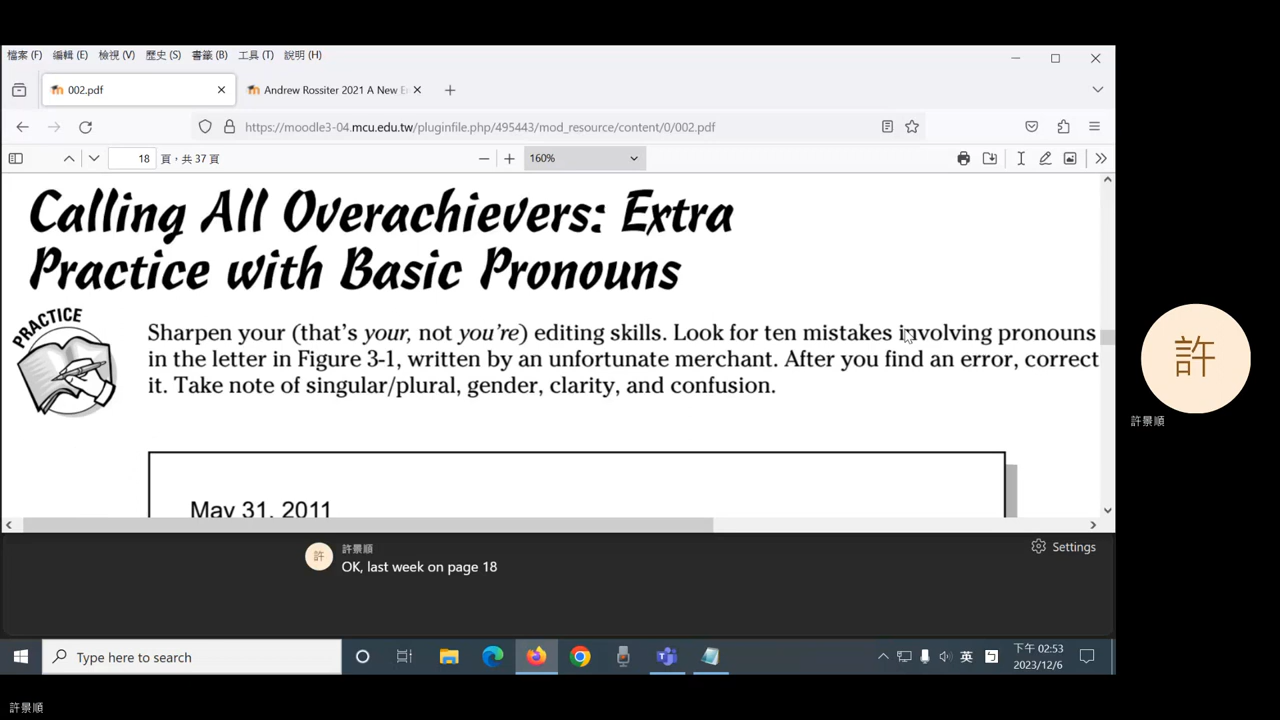 檔案 (F) 編輯 (E) 檢視 (V) 歷史 (S) 書籤 (B) 工具 (T) 說明 (H)
002.pdf
Andrew Rossiter 2021 A New E
https://moodle3-04.mcu.edu.tw/pluginfile.php/495443/mod_resource/content/0/002.pdf
18 頁，共 37 頁
160%
Calling All Overachievers: Extra
Practice with Basic Pronouns
PRACTICE
Sharpen your (that's your, not you're) editing skills. Look for ten mistakes involving pronouns
in the letter in Figure 3-1, written by an unfortunate merchant. After you find an error, correct
it. Take note of singular/plural, gender, clarity, and confusion.
May 31, 2011
許
許景順
許
許景順
OK, last week on page 18
Settings
Type here to search
英
下午 02:53
2023/12/6
許景順